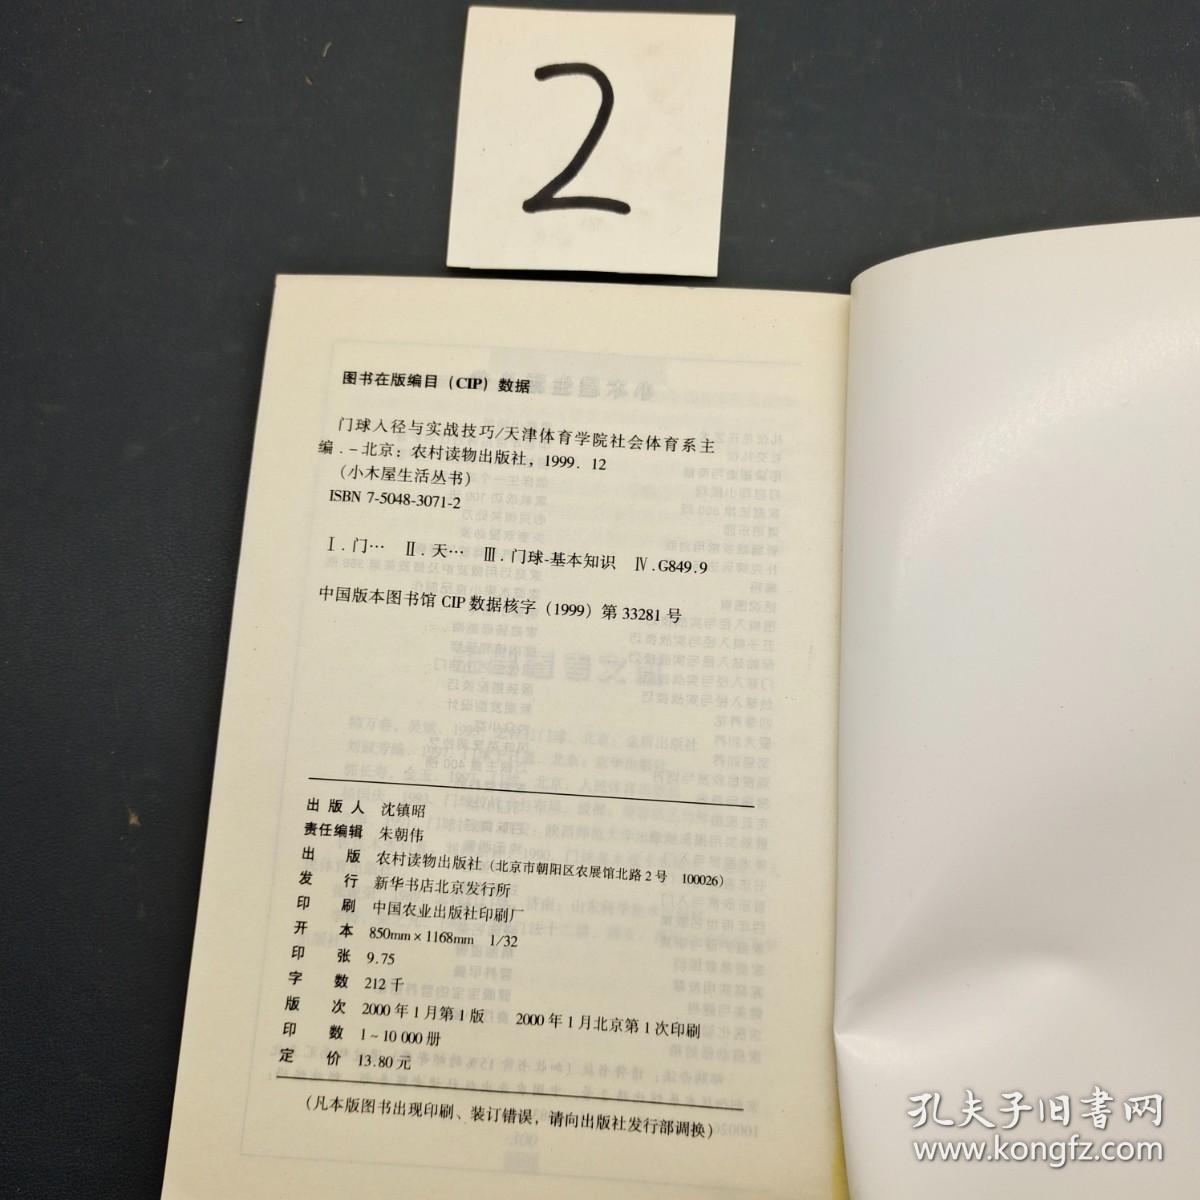 2
图书在版编目（CIP）数据
门球入径与实战技巧/天津体育学院社会体育系主
编．－北京：农村读物出版社，1999．12
（小木屋生活丛书）
ISBN 7-5048-3071-2
Ⅰ．门… Ⅱ．天… Ⅲ．门球-基本知识 Ⅳ．G849.9
中国版本图书馆 CIP 数据核字（1999）第 33281 号
出版人 沈镇昭
责任编辑 朱朝伟
出版 农村读物出版社（北京市朝阳区农展馆北路 2 号 100026）
发行 新华书店北京发行所
印刷 中国农业出版社印刷厂
开本 850mm×1168mm 1/32
印张 9.75
字数 212 千
版次 2000 年 1 月第 1 版 2000 年 1 月北京第 1 次印刷
印数 1~10 000 册
定价 13.80 元
（凡本版图书出现印刷、装订错误，请向出版社发行部调换）
孔夫子旧书网
www.kongfz.com